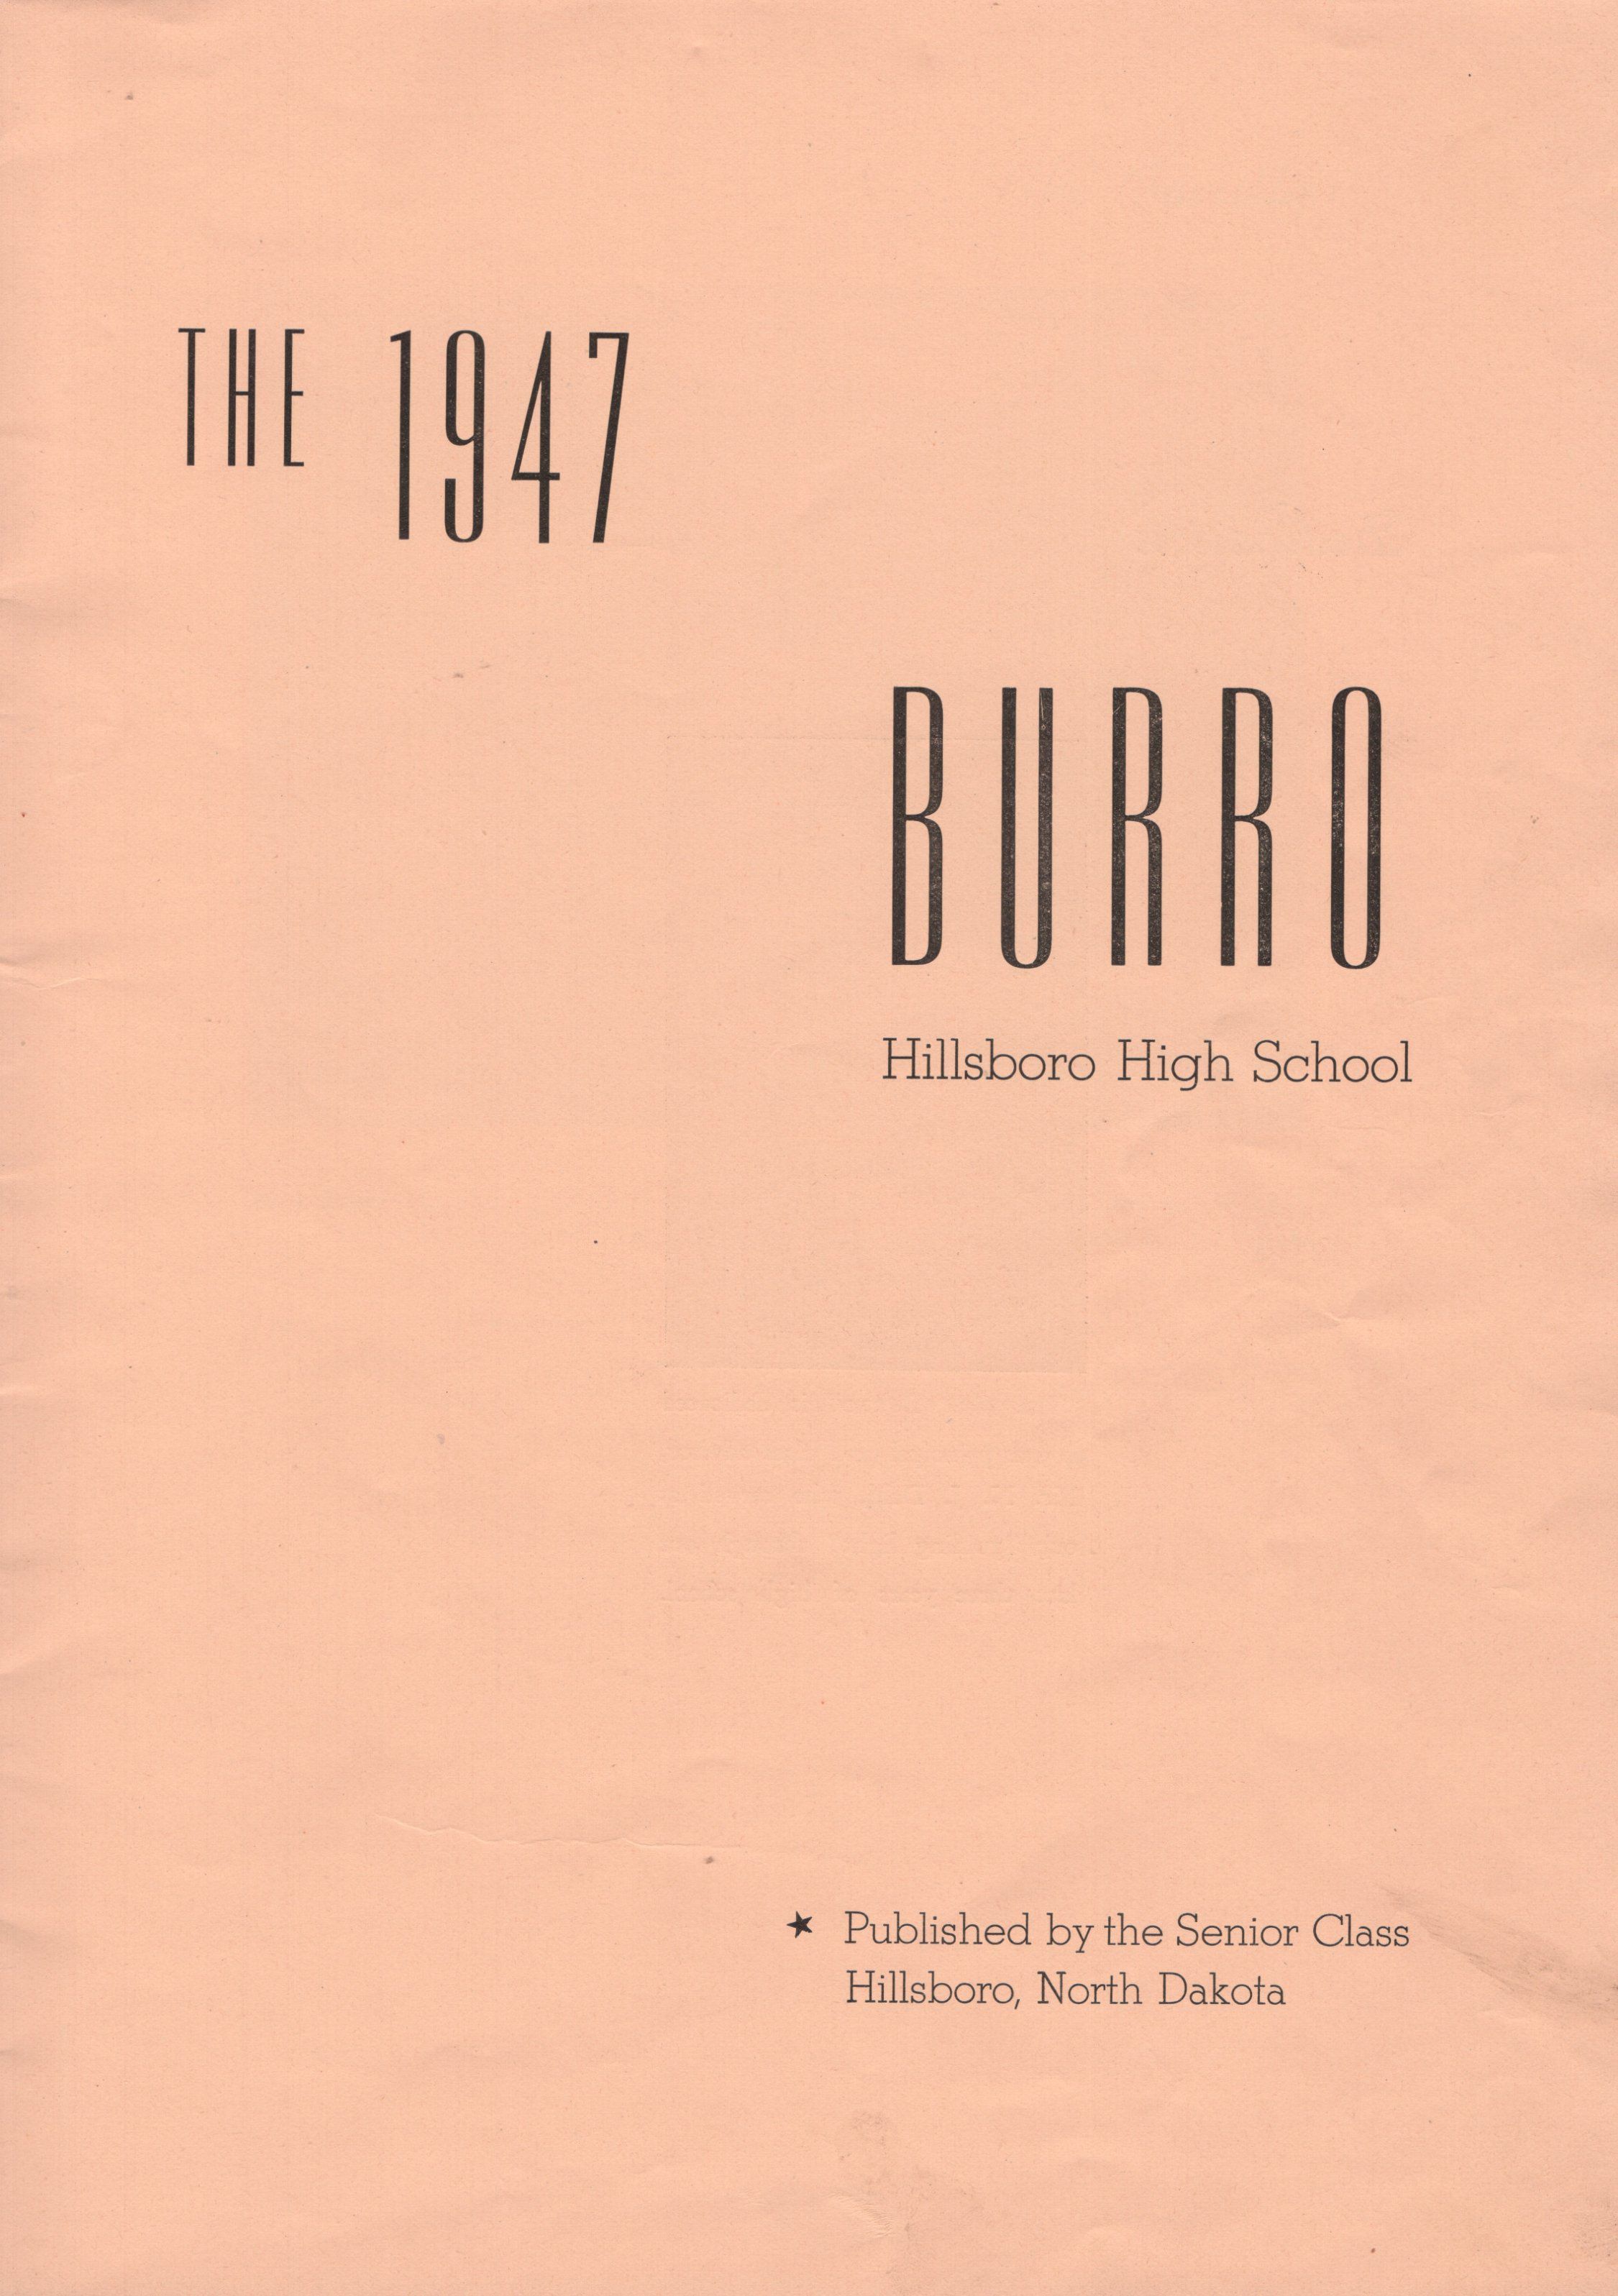 THE 1947
BURRO
Hillsboro High School
★ Published by the Senior Class
Hillsboro, North Dakota